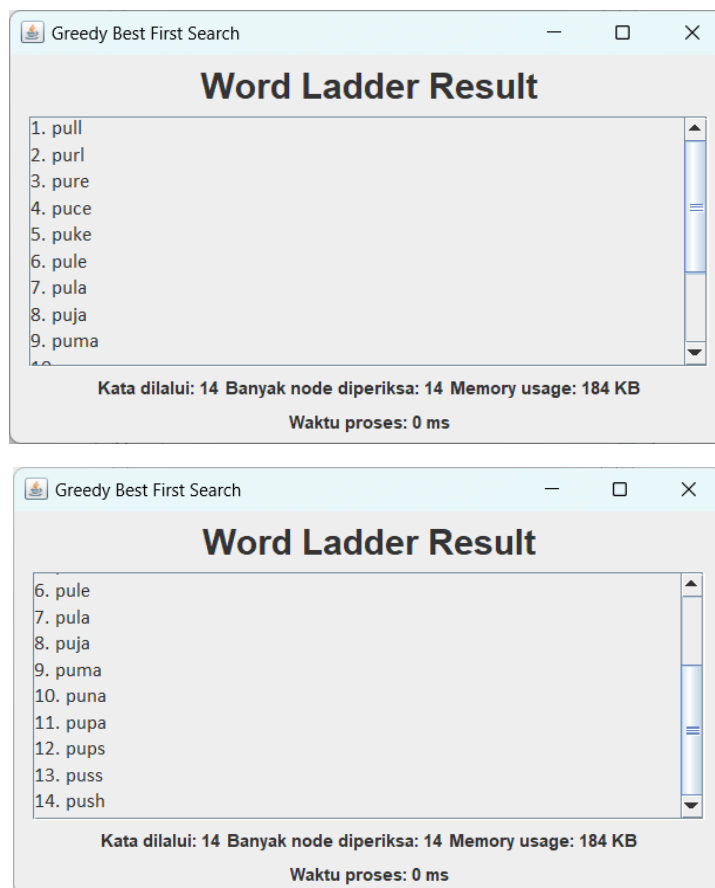 Greedy Best First Search
Word Ladder Result
1. pull
2. purl
3. pure
4. puce
5. puke
6. pule
7. pula
8. puja
9. puma
Kata dilalui: 14 Banyak node diperiksa: 14 Memory usage: 184 KB
Waktu proses: 0 ms
Greedy Best First Search
Word Ladder Result
6. pule
7. pula
8. puja
9. puma
10. puna
11. pupa
12. pups
13. puss
14. push
Kata dilalui: 14 Banyak node diperiksa: 14 Memory usage: 184 KB
Waktu proses: 0 ms